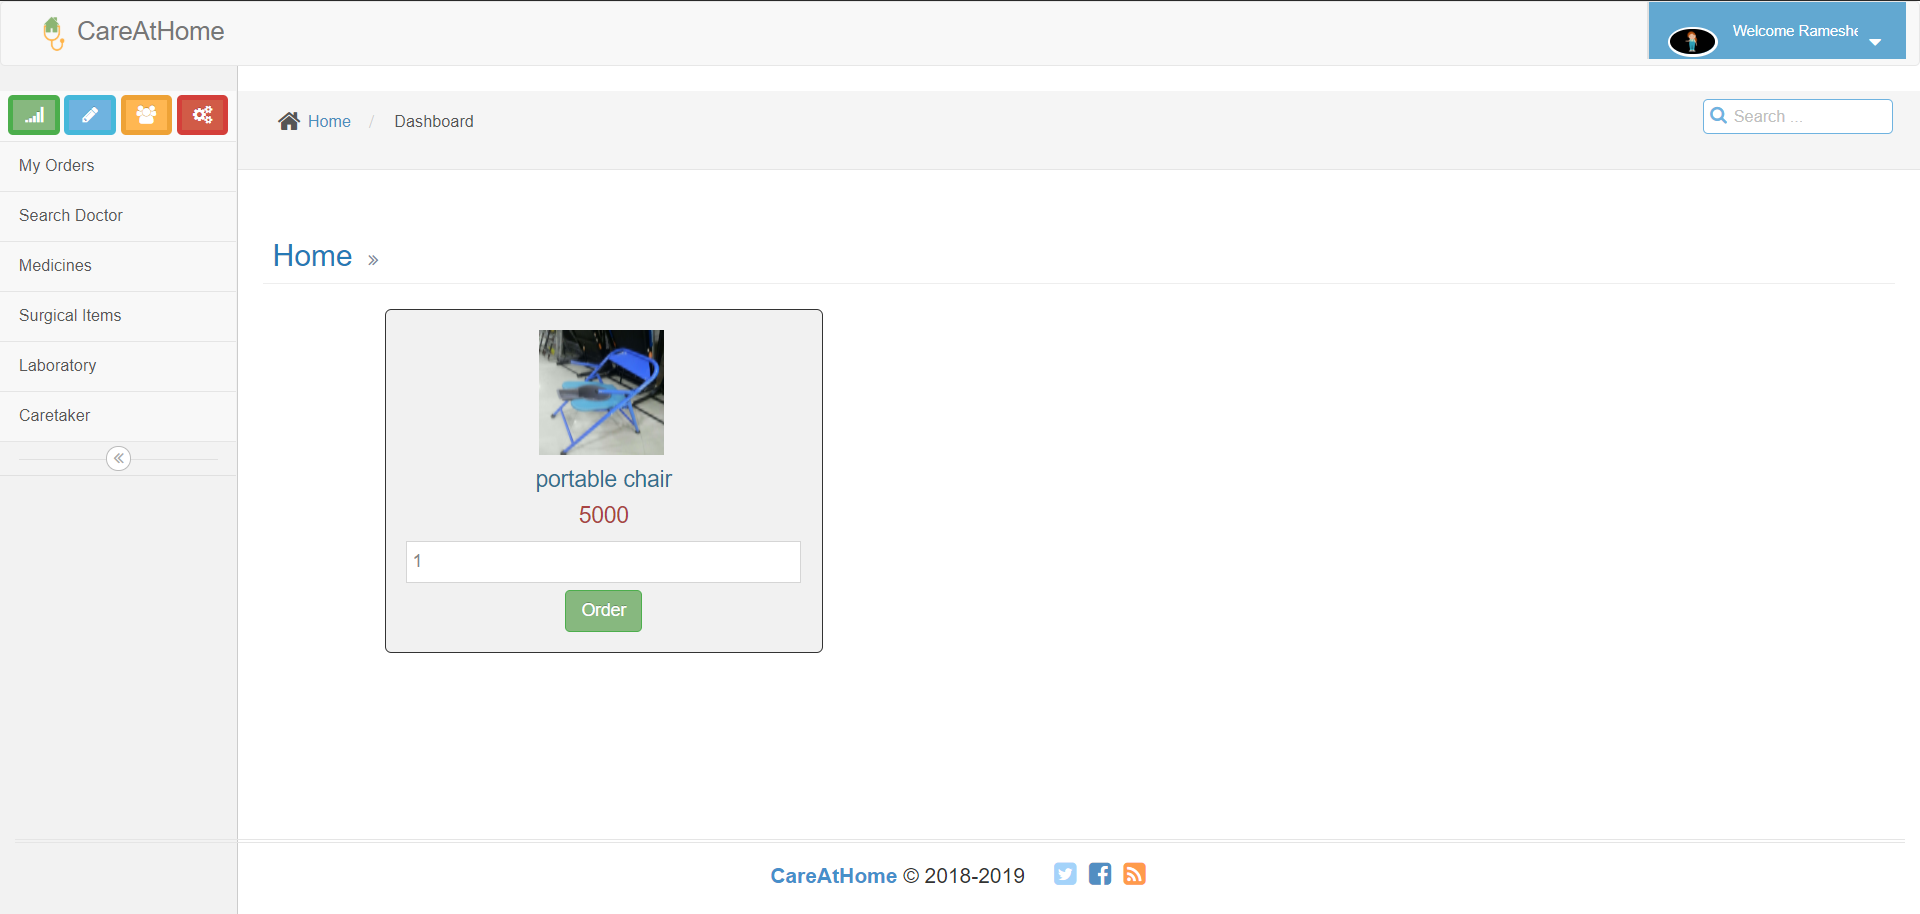 CareAtHome
Welcome Rameshe
Home / Dashboard
Search ...
My Orders
Search Doctor
Medicines
Surgical Items
Laboratory
Caretaker
Home »
portable chair
5000
1
Order
CareAtHome © 2018-2019